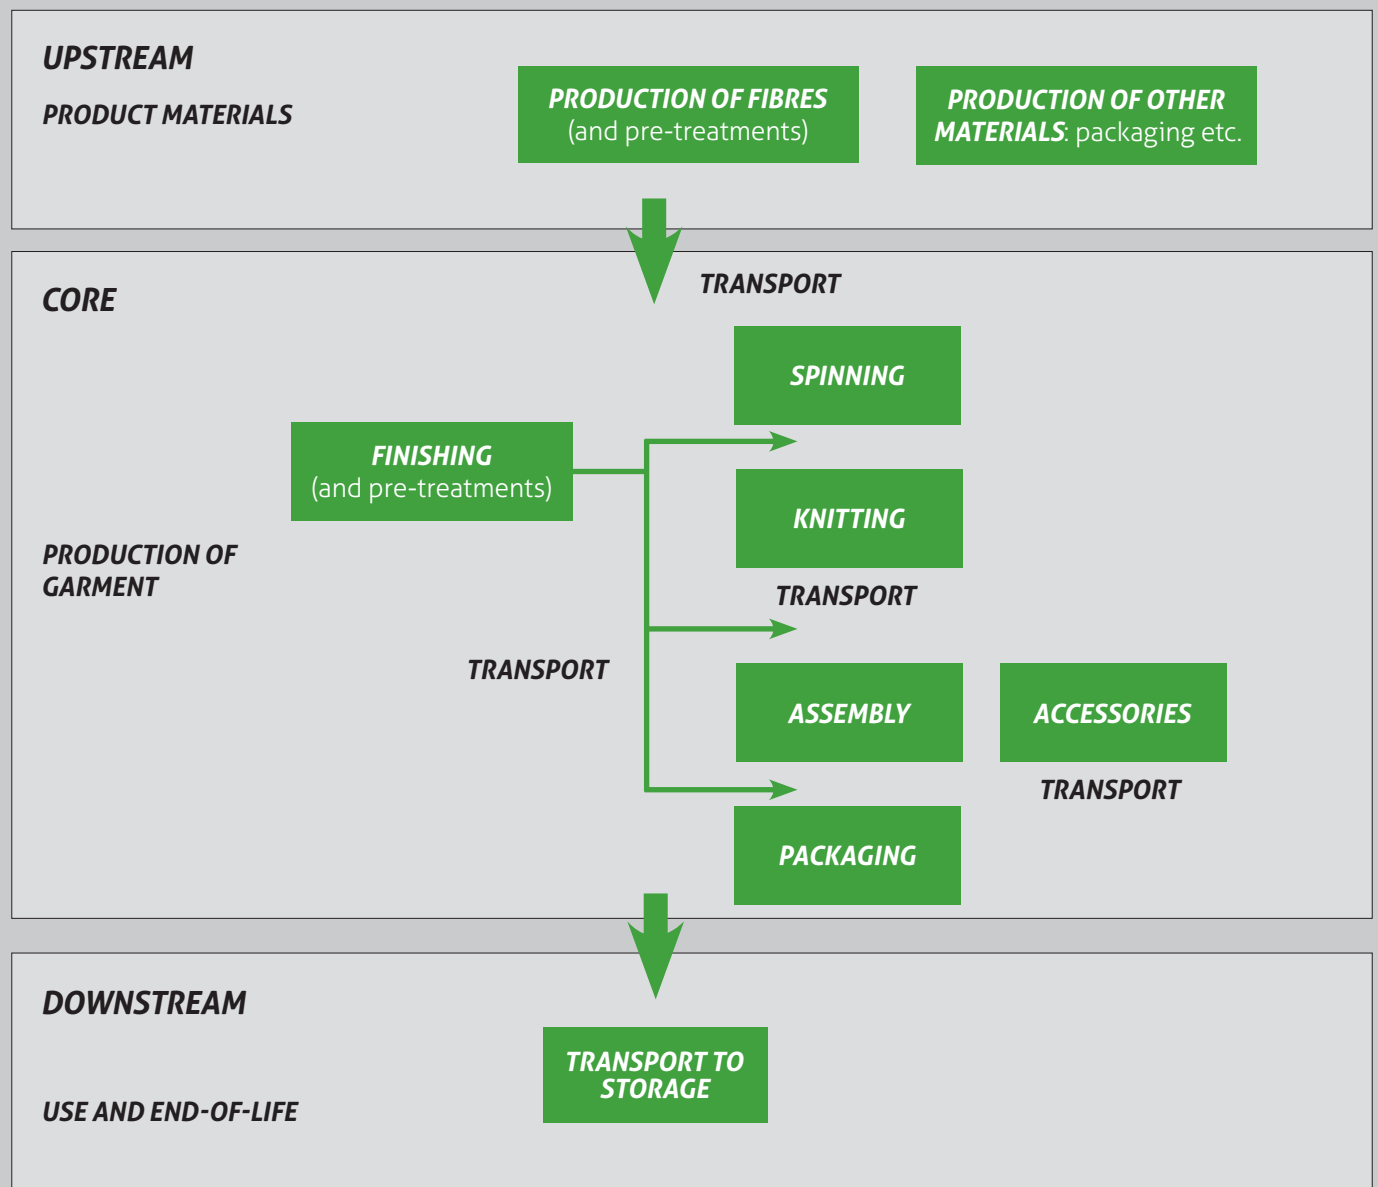 UPSTREAM
PRODUCT MATERIALS
PRODUCTION OF FIBRES
(and pre-treatments)
PRODUCTION OF OTHER
MATERIALS: packaging etc.
CORE
TRANSPORT
SPINNING
FINISHING
(and pre-treatments)
KNITTING
PRODUCTION OF
GARMENT
TRANSPORT
TRANSPORT
ASSEMBLY
ACCESSORIES
TRANSPORT
PACKAGING
DOWNSTREAM
TRANSPORT TO
STORAGE
USE AND END-OF-LIFE